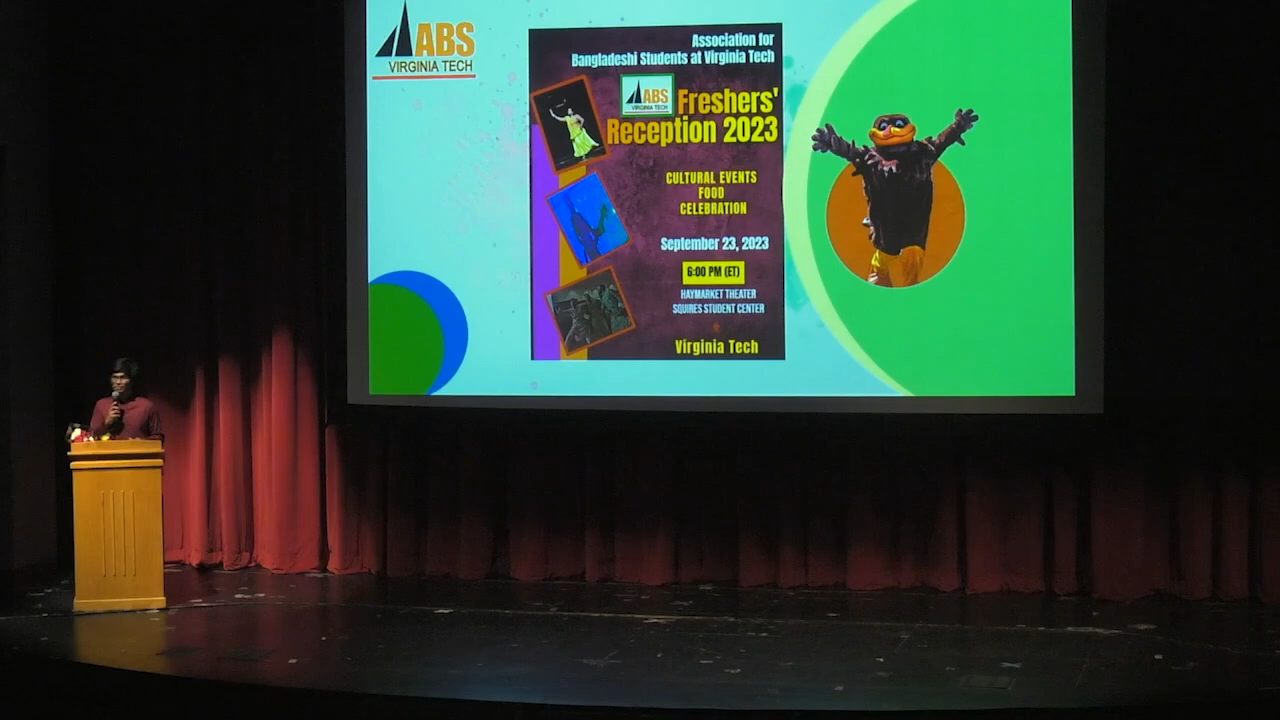 ABS
VIRGINIA TECH
Association for
Bangladeshi Students at Virginia Tech
ABS
VIRGINIA TECH
Freshers'
Reception 2023
CULTURAL EVENTS
FOOD
CELEBRATION
September 23, 2023
6:00 PM (ET)
HAYMARKET THEATER
SQUIRES STUDENT CENTER
Virginia Tech